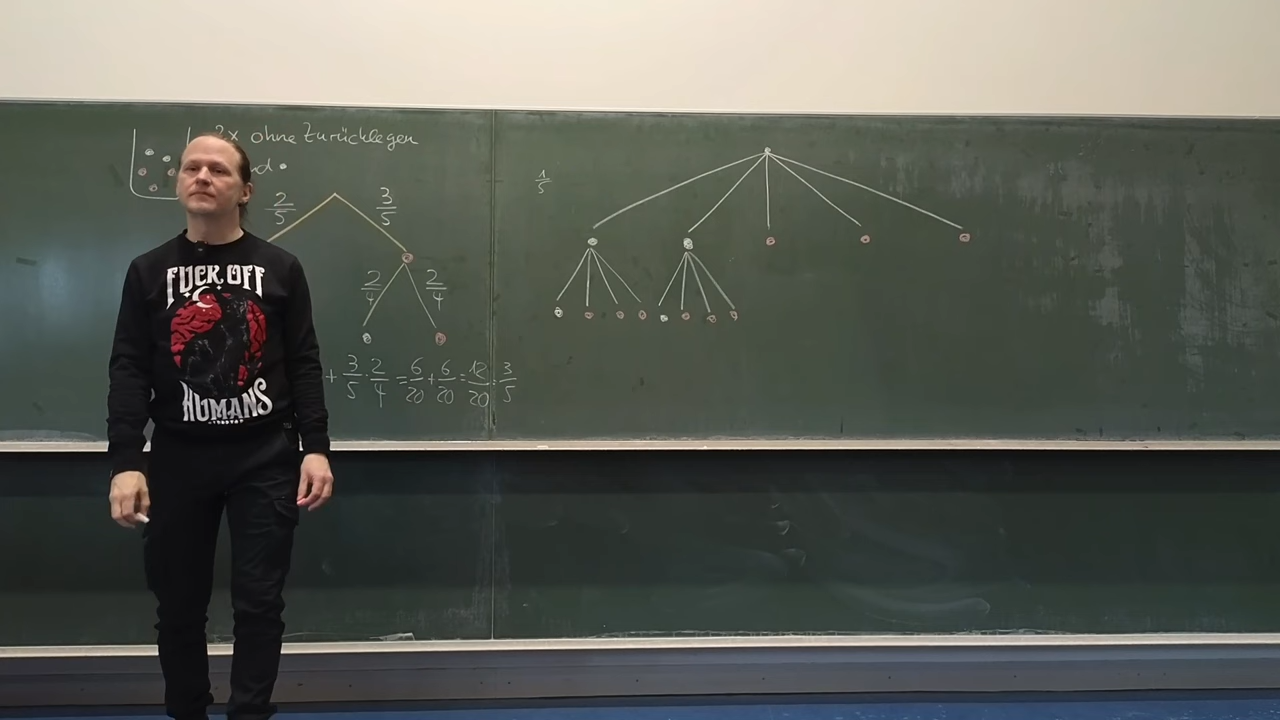 2x ohne Zurücklegen
2/5 3/5
1/5
2/4 2/4
+ 3/5 · 2/4 = 6/20 + 6/20 = 12/20 = 3/5
FUCK OFF
HUMANS